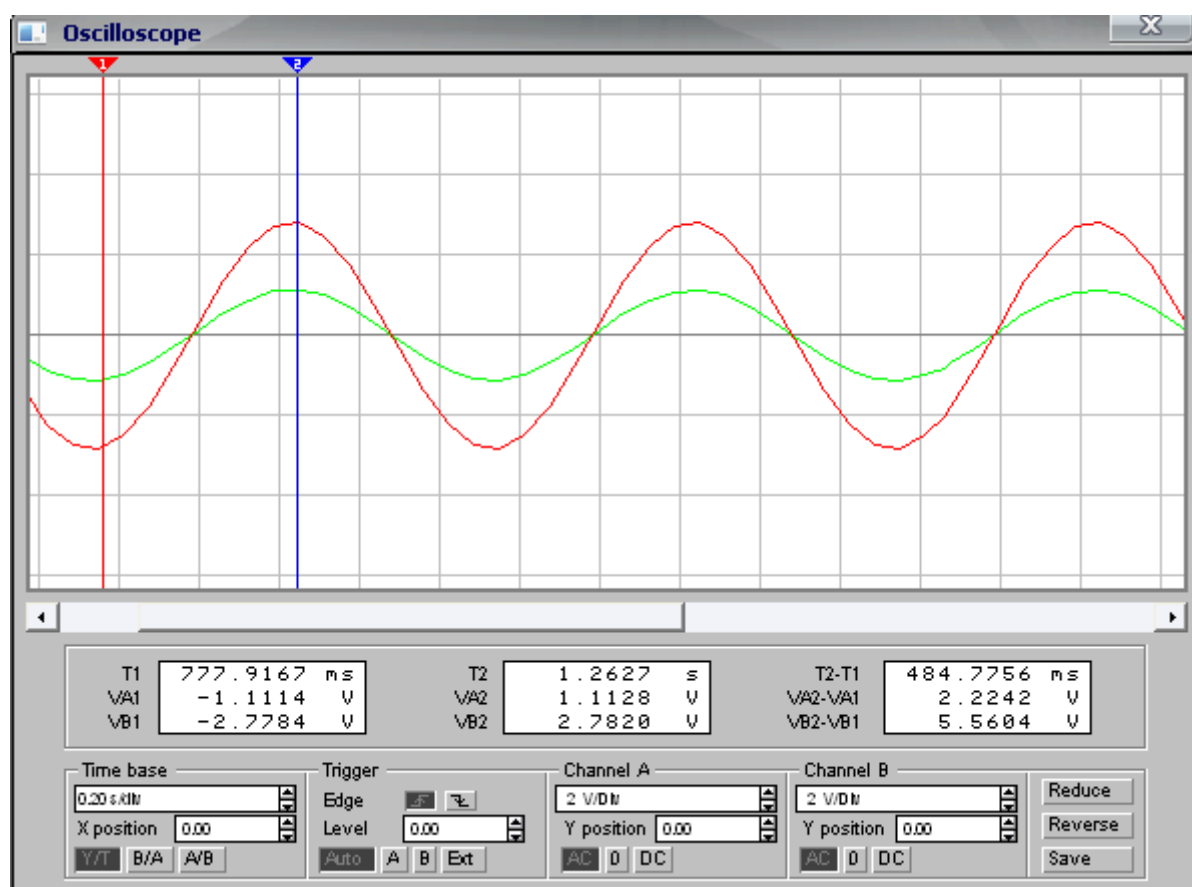 Oscilloscope
1 2
T1 777.9167 ms T2 1.2627 s T2-T1 484.7756 ms
VA1 -1.1114 V VA2 1.1128 V VA2-VA1 2.2242 V
VB1 -2.7784 V VB2 2.7820 V VB2-VB1 5.5604 V
Time base Trigger Channel A Channel B
0.20 s/div Edge 2 V/Div 2 V/Div Reduce
X position 0.00 Level 0.00 Y position 0.00 Y position 0.00 Reverse
Y/T B/A A/B Auto A B Ext AC 0 DC AC 0 DC Save